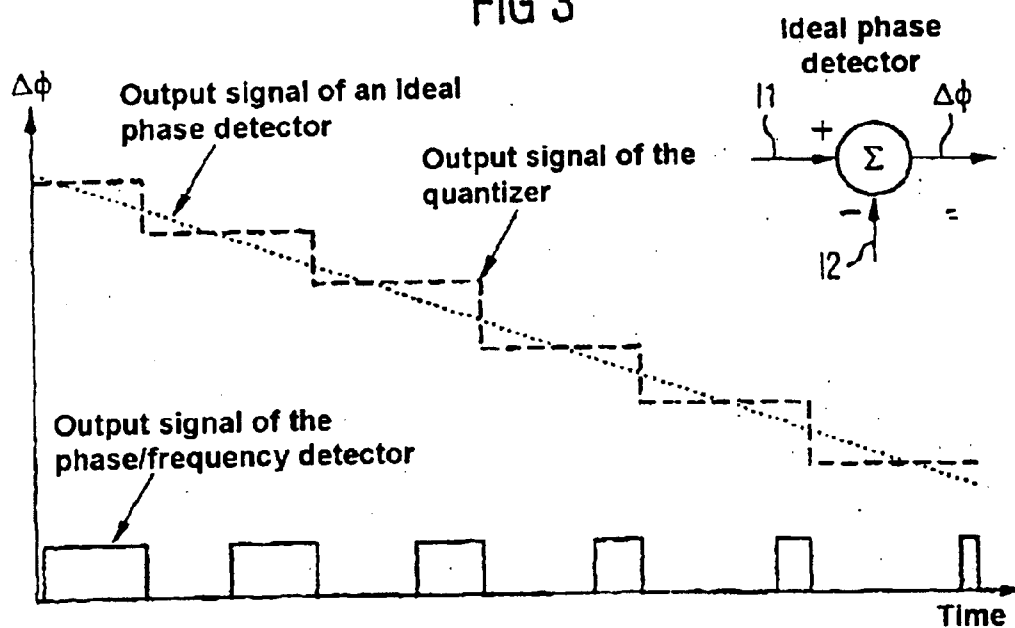 FIG 3
Ideal phase
detector
Δϕ
Output signal of an ideal
phase detector
I1
Δϕ
+
Σ
Output signal of the
quantizer
−
=
I2
Output signal of the
phase/frequency detector
Time